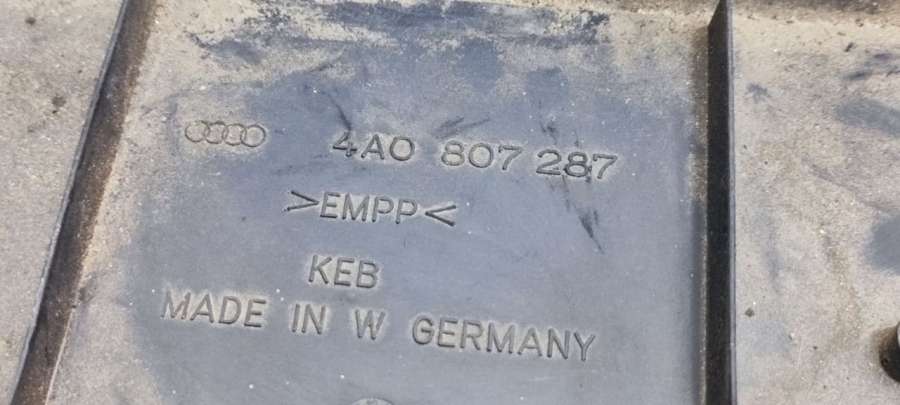 4A0 807 287
>EMPP<
KEB
MADE IN W GERMANY